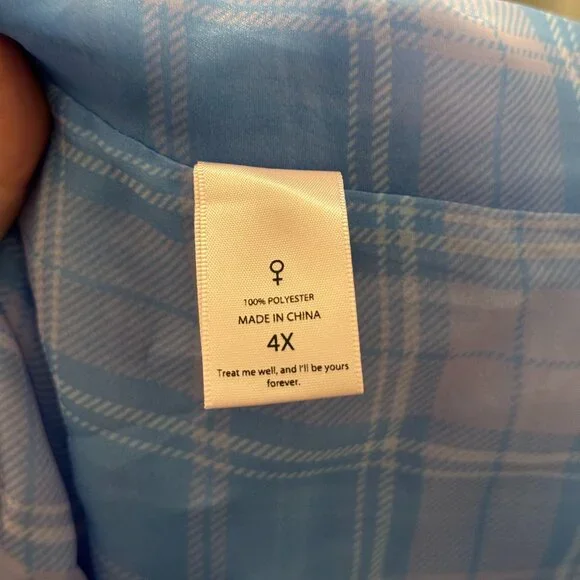 100% POLYESTER
MADE IN CHINA
4X
Treat me well, and I'll be yours
forever.